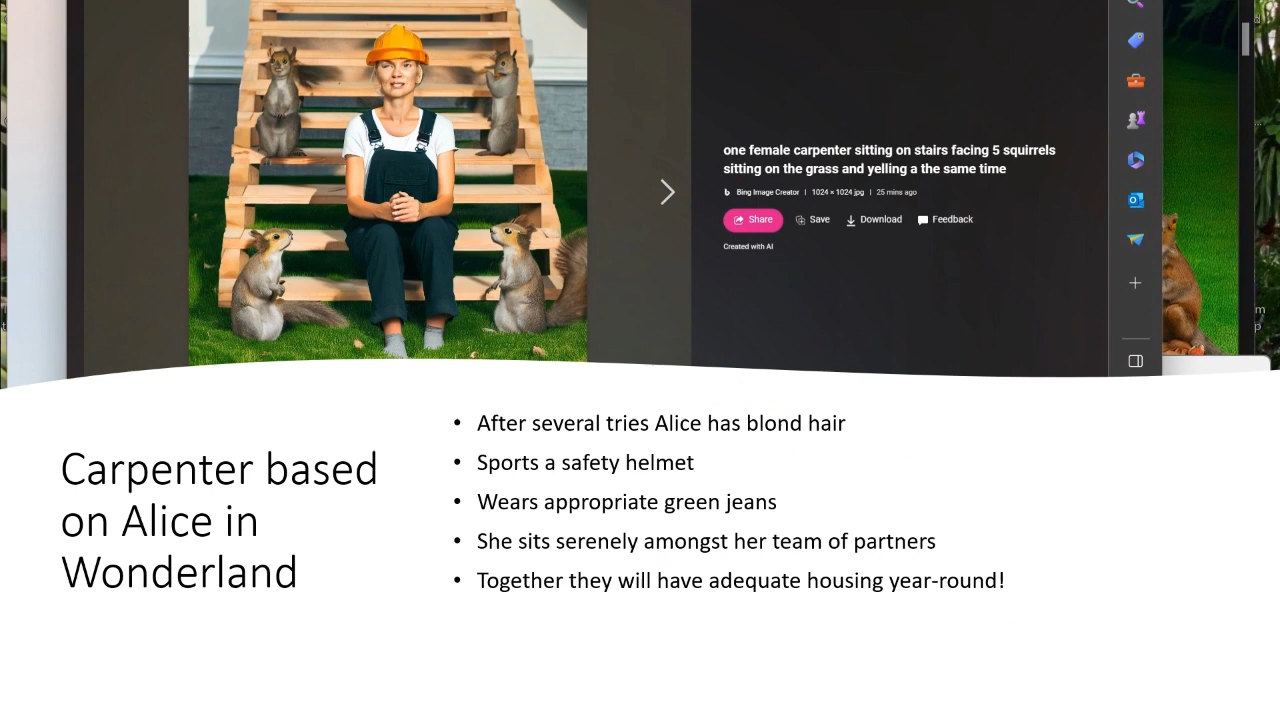 one female carpenter sitting on stairs facing 5 squirrels
sitting on the grass and yelling a the same time
Bing Image Creator | 1024 × 1024 jpg | 25 mins ago
Share Save Download Feedback
Created with AI
Carpenter based
on Alice in
Wonderland
• After several tries Alice has blond hair
• Sports a safety helmet
• Wears appropriate green jeans
• She sits serenely amongst her team of partners
• Together they will have adequate housing year-round!